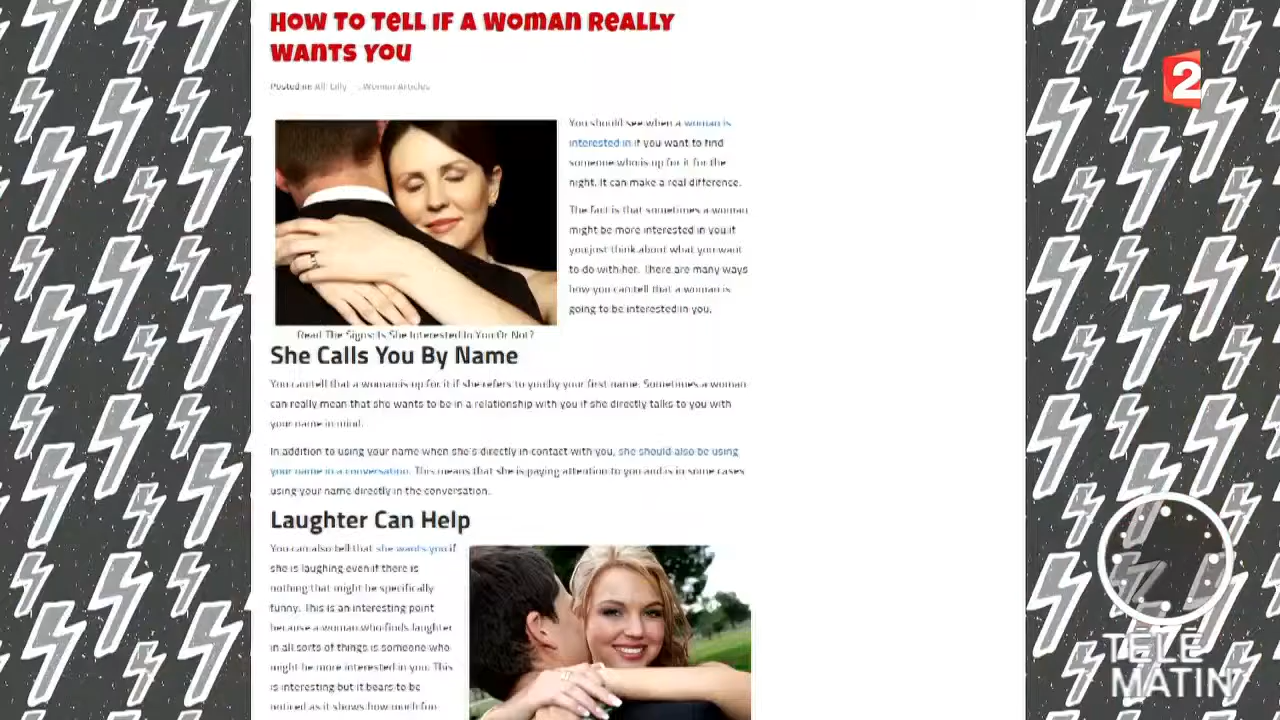 HOW TO TELL IF A WOMAN REALLY
WANTS YOU
Posted in: All, Lilly
Woman Articles
2
You should see when a woman is
interested in if you want to find
someone who is up for it for the
night. It can make a real difference.
The fact is that sometimes a woman
might be more interested in you if
you just think about what you want
to do with her. There are many ways
how you can tell that a woman is
going to be interested in you.
Read The Signs: Is She Interested In You Or Not?
She Calls You By Name
You can tell that a woman is up for it if she refers to you by your first name. Sometimes a woman
can really mean that she wants to be in a relationship with you if she directly talks to you with
your name in mind.
In addition to using your name when she's directly in contact with you, she should also be using
your name in a conversation. This means that she is paying attention to you and is in some cases
using your name directly in the conversation.
Laughter Can Help
You can also tell that she wants you if
she is laughing even if there is
nothing that might be specifically
funny. This is an interesting point
because a woman who finds laughter
in all sorts of things is someone who
might be more interested in you. This
is interesting but it bears to be
noticed as it shows how much fun
TÉLÉ
MATIN